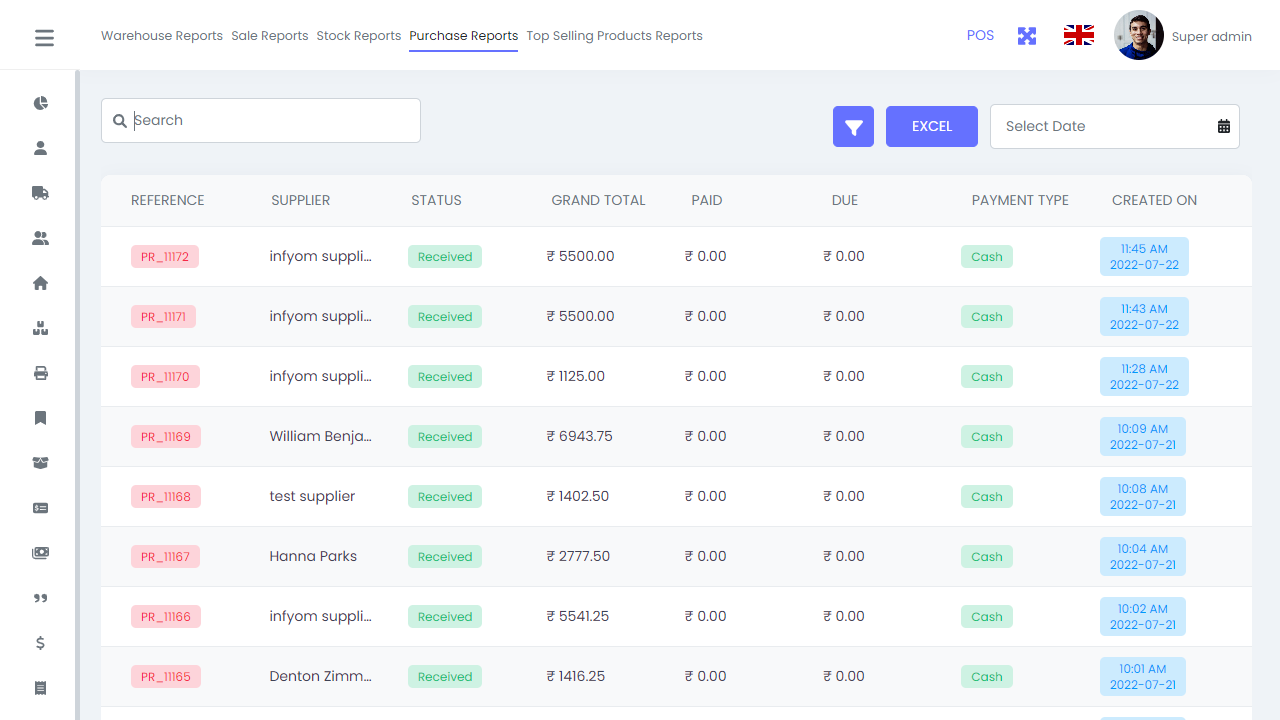 Warehouse Reports Sale Reports Stock Reports Purchase Reports Top Selling Products Reports POS Super admin
Search EXCEL Select Date
REFERENCE SUPPLIER STATUS GRAND TOTAL PAID DUE PAYMENT TYPE CREATED ON
PR_11172 infyom suppli... Received ₹ 5500.00 ₹ 0.00 ₹ 0.00 Cash 11:45 AM
2022-07-22
PR_11171 infyom suppli... Received ₹ 5500.00 ₹ 0.00 ₹ 0.00 Cash 11:43 AM
2022-07-22
PR_11170 infyom suppli... Received ₹ 1125.00 ₹ 0.00 ₹ 0.00 Cash 11:28 AM
2022-07-22
PR_11169 William Benja... Received ₹ 6943.75 ₹ 0.00 ₹ 0.00 Cash 10:09 AM
2022-07-21
PR_11168 test supplier Received ₹ 1402.50 ₹ 0.00 ₹ 0.00 Cash 10:08 AM
2022-07-21
PR_11167 Hanna Parks Received ₹ 2777.50 ₹ 0.00 ₹ 0.00 Cash 10:04 AM
2022-07-21
PR_11166 infyom suppli... Received ₹ 5541.25 ₹ 0.00 ₹ 0.00 Cash 10:02 AM
2022-07-21
PR_11165 Denton Zimm... Received ₹ 1416.25 ₹ 0.00 ₹ 0.00 Cash 10:01 AM
2022-07-21